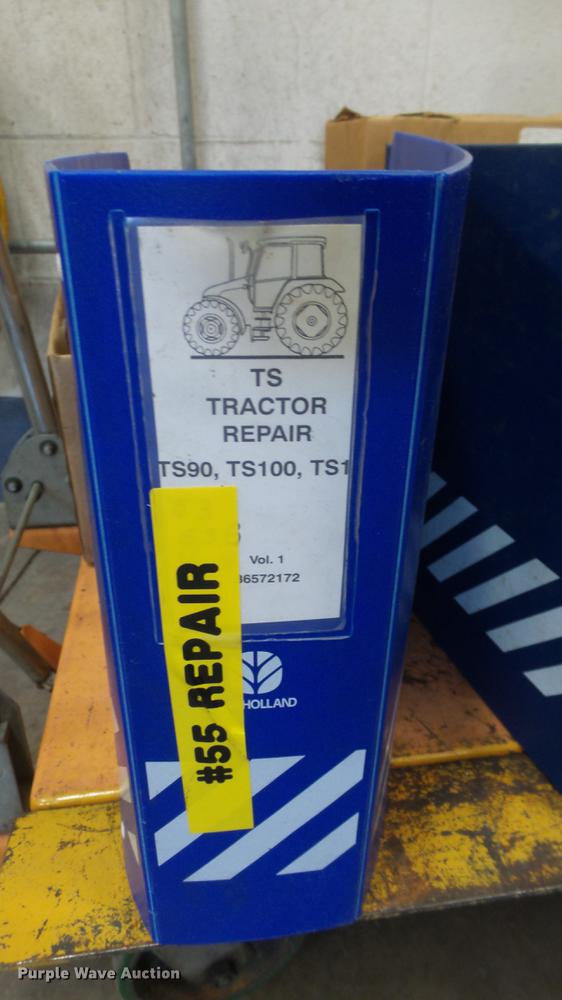 TS
TRACTOR
REPAIR
TS90, TS100, TS1
Vol. 1
86572172
#55 REPAIR
HOLLAND
Purple Wave Auction